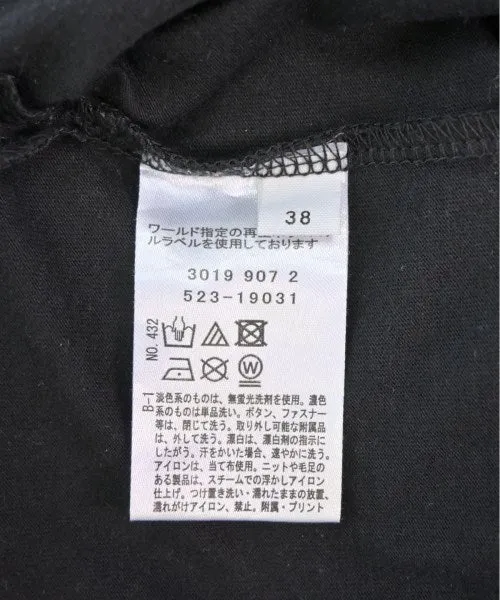 38
ワールド指定の再生
ルラベルを使用しております
3019 907 2
523-19031
NO.432
W
B-1
淡色系のものは、無蛍光洗剤を使用。濃色
系のものは単品洗い。ボタン、ファスナー
等は、閉じて洗う。取り外し可能な附属品
は、外して洗う。漂白は、漂白剤の指示に
したがう。汗をかいた場合、速やかに洗う。
アイロンは、当て布使用。ニットや毛足の
ある製品は、スチームでの浮かしアイロン
仕上げ。つけ置き洗い・濡れたままの放置、
濡れがけアイロン、禁止。附属・プリント